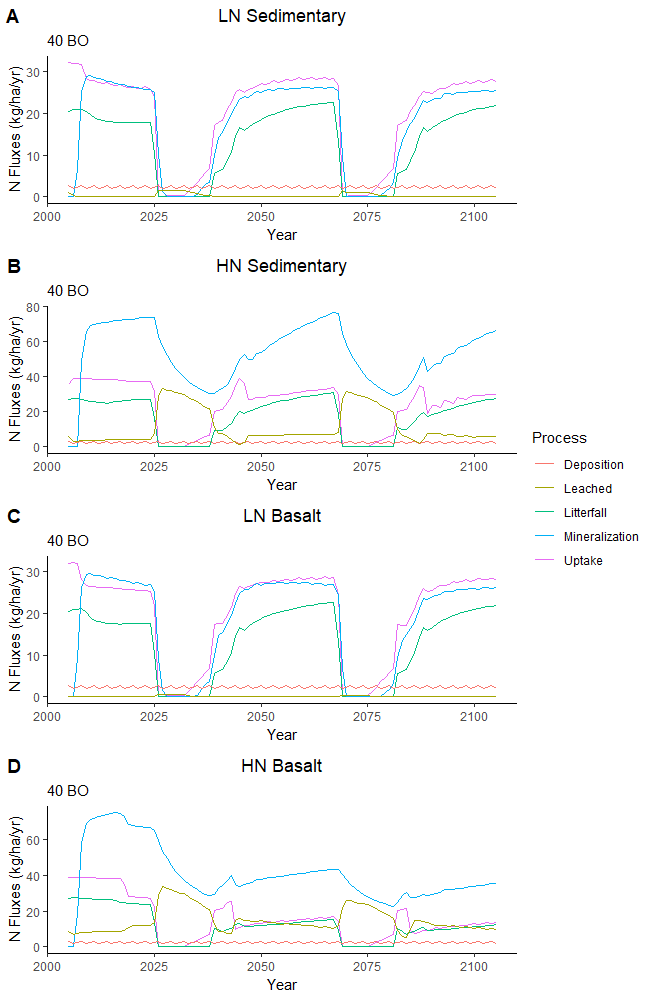 A LN Sedimentary
40 BO
N Fluxes (kg/ha/yr)
30
20
10
0
2000 2025 2050 2075 2100
Year
B HN Sedimentary
40 BO
N Fluxes (kg/ha/yr)
80
60
40
20
0
2000 2025 2050 2075 2100
Year
Process
Deposition
Leached
Litterfall
Mineralization
Uptake
C LN Basalt
40 BO
N Fluxes (kg/ha/yr)
30
20
10
0
2000 2025 2050 2075 2100
Year
D HN Basalt
40 BO
N Fluxes (kg/ha/yr)
60
40
20
0
2000 2025 2050 2075 2100
Year